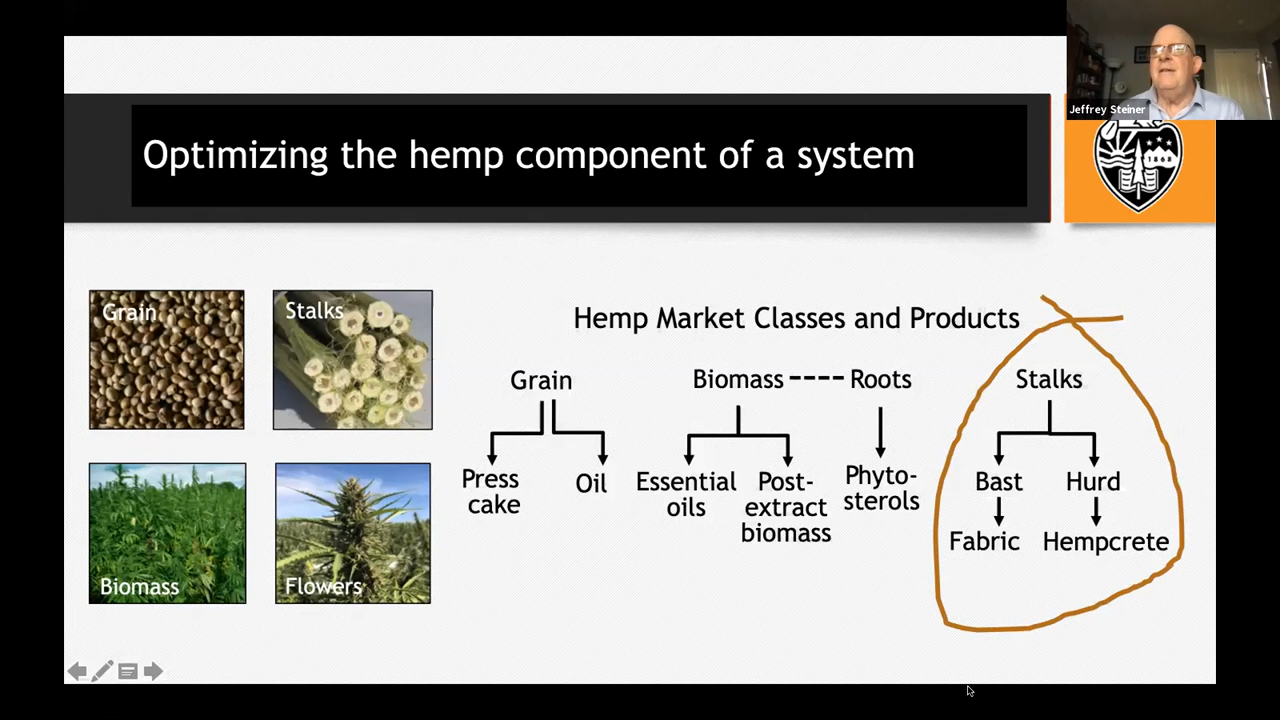 Jeffrey Steiner
Optimizing the hemp component of a system
1868
Grain
Stalks
Biomass
Flowers
Hemp Market Classes and Products
Grain
Biomass ---- Roots
Stalks
Press
cake
Oil
Essential
oils
Post-
extract
biomass
Phyto-
sterols
Bast
Hurd
Fabric
Hempcrete